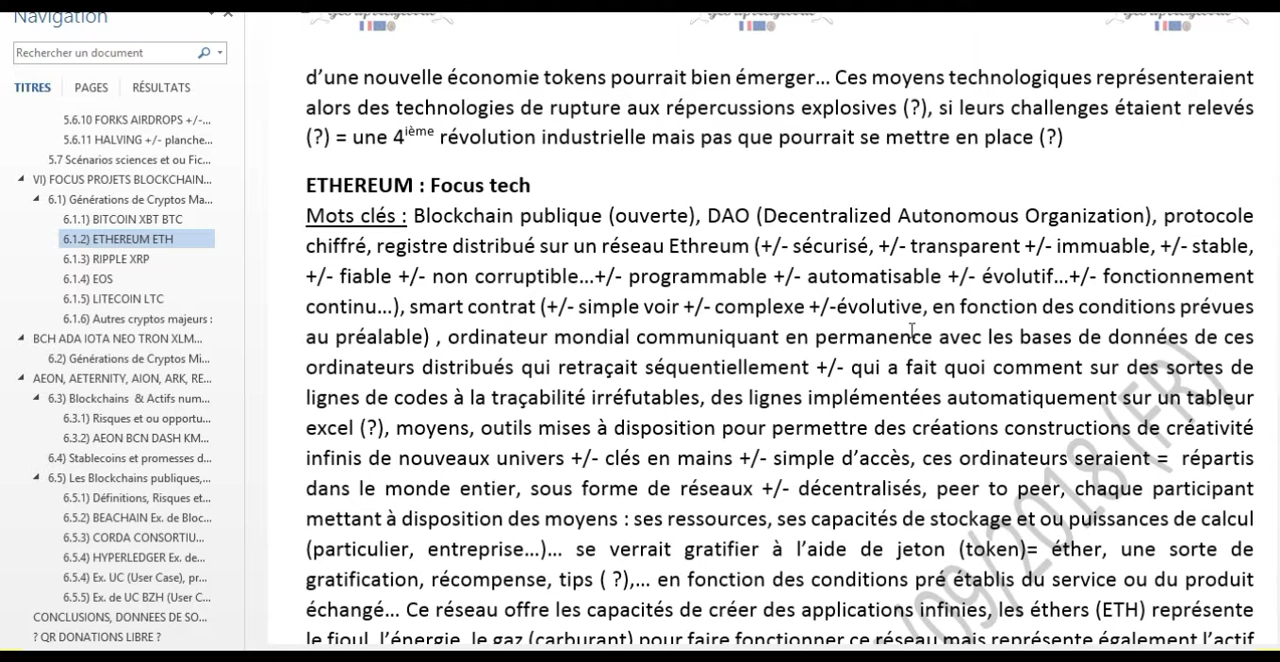 Navigation
Rechercher un document
TITRES PAGES RÉSULTATS
5.6.10 FORKS AIRDROPS +/-...
5.6.11 HALVING +/- planche...
5.7 Scénarios sciences et ou Fic...
VI) FOCUS PROJETS BLOCKCHAIN...
6.1) Générations de Cryptos Ma...
6.1.1) BITCOIN XBT BTC
6.1.2) ETHEREUM ETH
6.1.3) RIPPLE XRP
6.1.4) EOS
6.1.5) LITECOIN LTC
6.1.6) Autres cryptos majeurs :
BCH ADA IOTA NEO TRON XLM...
6.2) Générations de Cryptos Mi...
AEON, AETERNITY, AION, ARK, RE...
6.3) Blockchains & Actifs num...
6.3.1) Risques et ou opportu...
6.3.2) AEON BCN DASH KM...
6.4) Stablecoins et promesses d...
6.5) Les Blockchains publiques,...
6.5.1) Définitions, Risques et...
6.5.2) BEACHAIN Ex. de Bloc...
6.5.3) CORDA CONSORTIU...
6.5.4) HYPERLEDGER Ex. de...
6.5.4) Ex. UC (User Case), pr...
6.5.5) Ex. de UC BZH (User C...
CONCLUSIONS, DONNEES DE SO...
? QR DONATIONS LIBRE ?
d’une nouvelle économie tokens pourrait bien émerger... Ces moyens technologiques représenteraient
alors des technologies de rupture aux répercussions explosives (?), si leurs challenges étaient relevés
(?) = une 4ième révolution industrielle mais pas que pourrait se mettre en place (?)
ETHEREUM : Focus tech
Mots clés : Blockchain publique (ouverte), DAO (Decentralized Autonomous Organization), protocole
chiffré, registre distribué sur un réseau Ethreum (+/- sécurisé, +/- transparent +/- immuable, +/- stable,
+/- fiable +/- non corruptible...+/- programmable +/- automatisable +/- évolutif...+/- fonctionnement
continu...), smart contrat (+/- simple voir +/- complexe +/-évolutive, en fonction des conditions prévues
au préalable) , ordinateur mondial communiquant en permanence avec les bases de données de ces
ordinateurs distribués qui retraçait séquentiellement +/- qui a fait quoi comment sur des sortes de
lignes de codes à la traçabilité irréfutables, des lignes implémentées automatiquement sur un tableur
excel (?), moyens, outils mises à disposition pour permettre des créations constructions de créativité
infinis de nouveaux univers +/- clés en mains +/- simple d’accès, ces ordinateurs seraient = répartis
dans le monde entier, sous forme de réseaux +/- décentralisés, peer to peer, chaque participant
mettant à disposition des moyens : ses ressources, ses capacités de stockage et ou puissances de calcul
(particulier, entreprise...)... se verrait gratifier à l’aide de jeton (token)= éther, une sorte de
gratification, récompense, tips ( ?),... en fonction des conditions pré établis du service ou du produit
échangé... Ce réseau offre les capacités de créer des applications infinies, les éthers (ETH) représente
le fioul, l’énergie, le gaz (carburant) pour faire fonctionner ce réseau mais représente également l’actif
/09/2018 (FR)